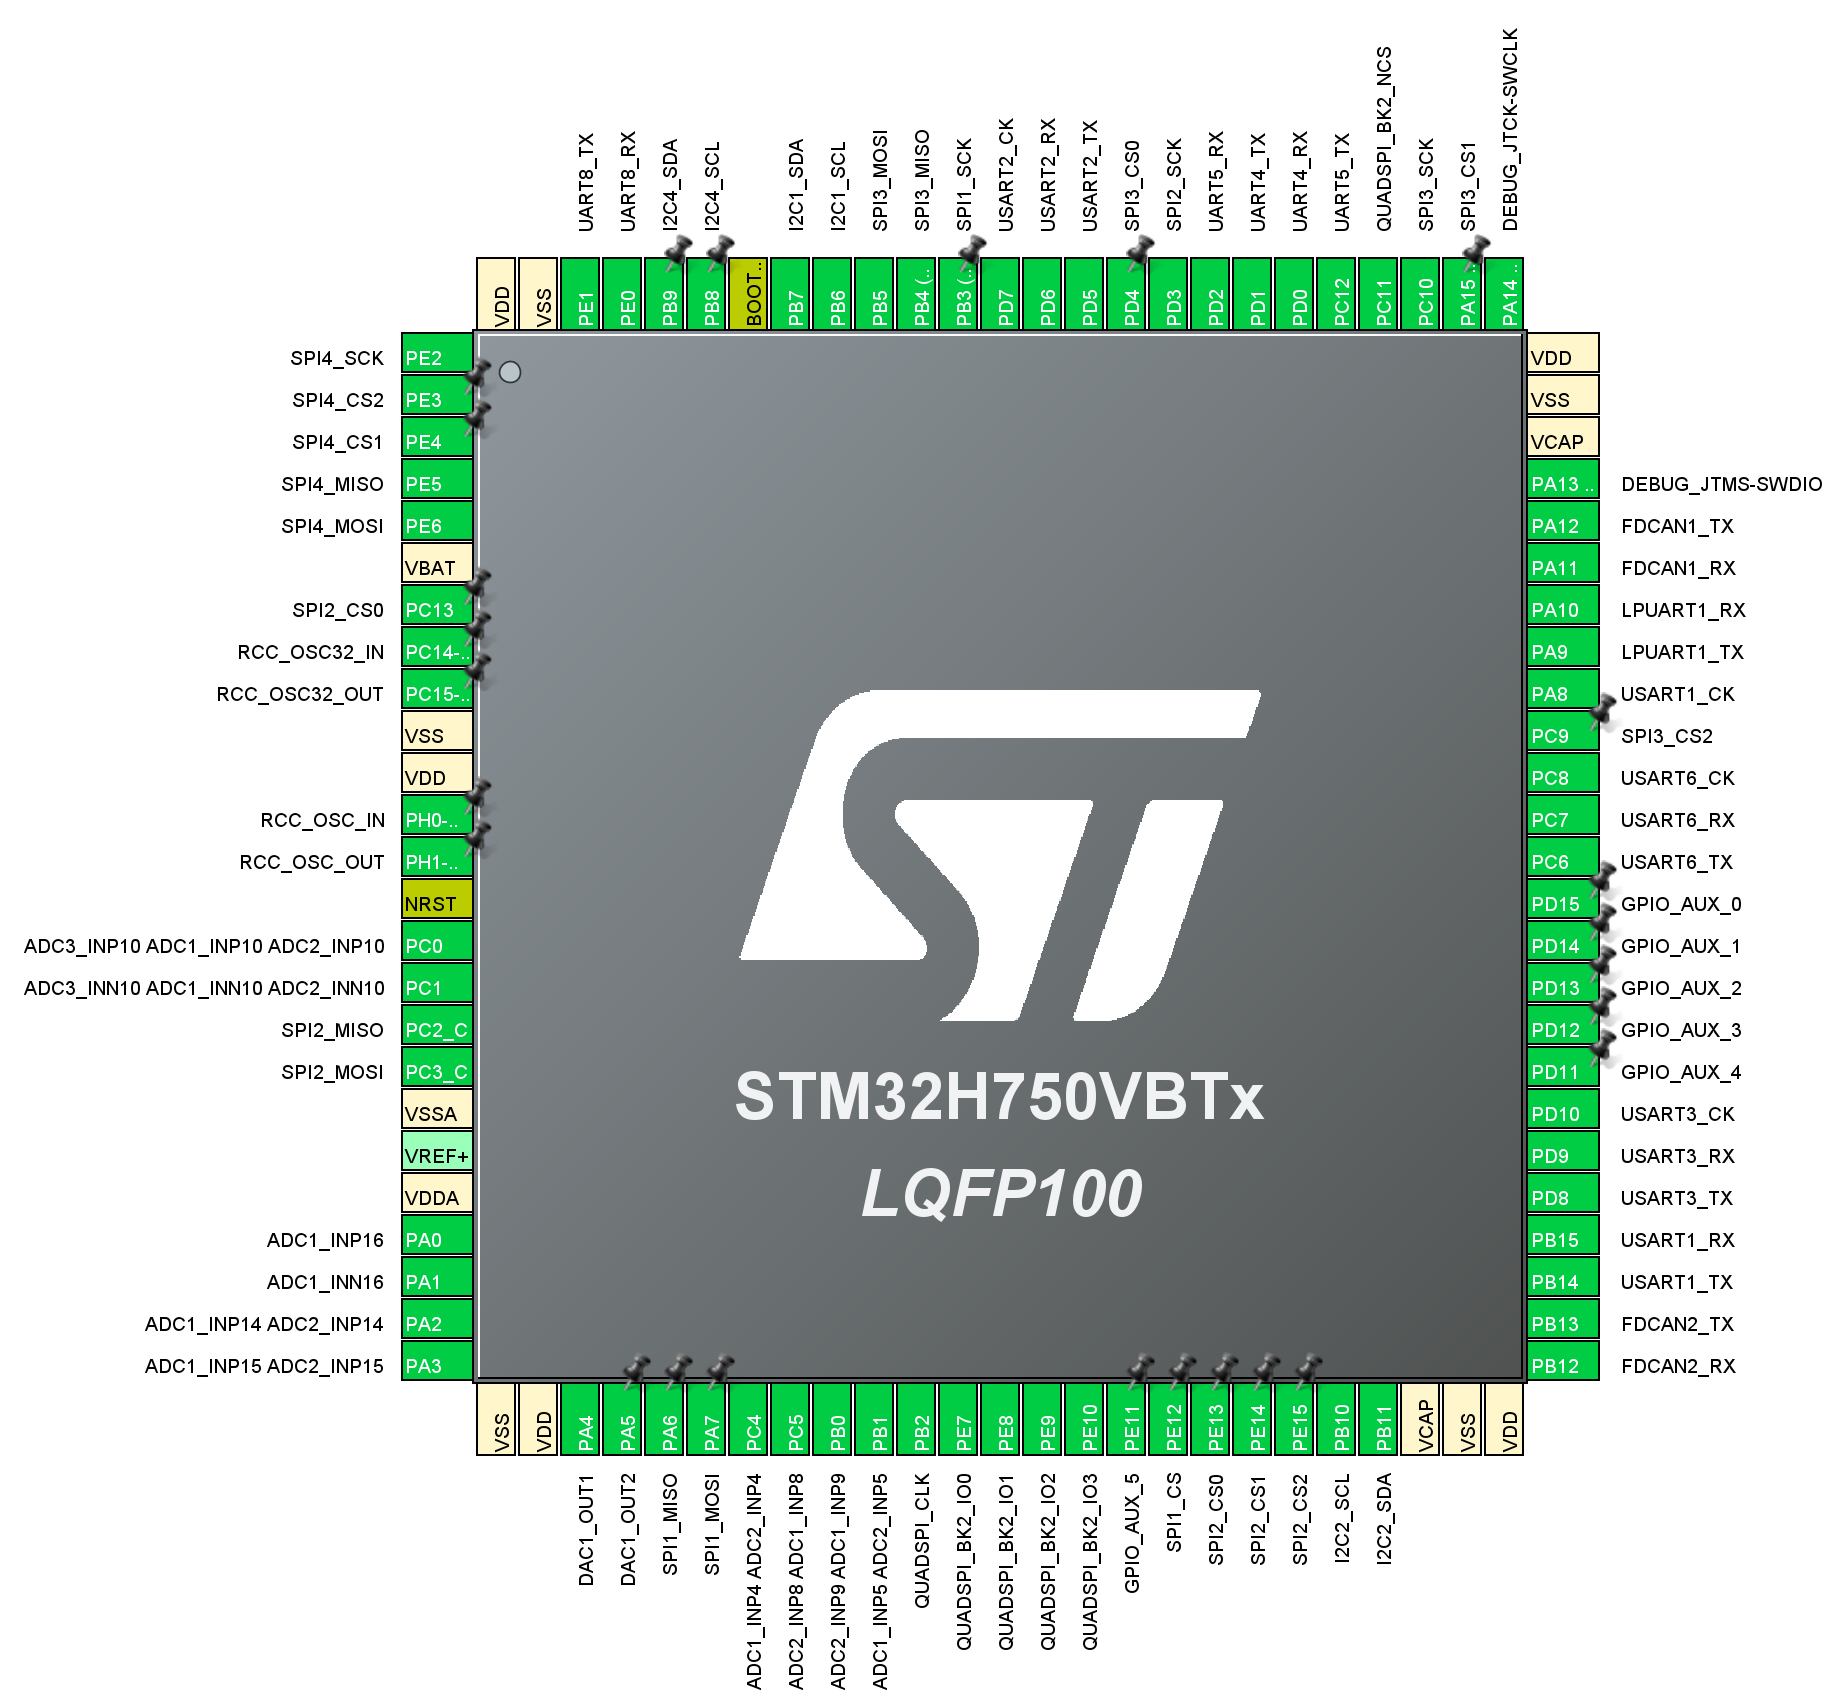 UART8_TX
UART8_RX
I2C4_SDA
I2C4_SCL
I2C1_SDA
I2C1_SCL
SPI3_MOSI
SPI3_MISO
SPI1_SCK
USART2_CK
USART2_RX
USART2_TX
SPI3_CS0
SPI2_SCK
UART5_RX
UART4_TX
UART4_RX
UART5_TX
QUADSPI_BK2_NCS
SPI3_SCK
SPI3_CS1
DEBUG_JTCK-SWCLK
VDD
VSS
PE1
PE0
PB9
PB8
BOOT..
PB7
PB6
PB5
PB4 (..
PB3 (..
PD7
PD6
PD5
PD4
PD3
PD2
PD1
PD0
PC12
PC11
PC10
PA15 ..
PA14 ..
SPI4_SCK PE2
SPI4_CS2 PE3
SPI4_CS1 PE4
SPI4_MISO PE5
SPI4_MOSI PE6
VBAT
SPI2_CS0 PC13
RCC_OSC32_IN PC14-..
RCC_OSC32_OUT PC15-..
VSS
VDD
RCC_OSC_IN PH0-..
RCC_OSC_OUT PH1-..
NRST
ADC3_INP10 ADC1_INP10 ADC2_INP10 PC0
ADC3_INN10 ADC1_INN10 ADC2_INN10 PC1
SPI2_MISO PC2_C
SPI2_MOSI PC3_C
VSSA
VREF+
VDDA
ADC1_INP16 PA0
ADC1_INN16 PA1
ADC1_INP14 ADC2_INP14 PA2
ADC1_INP15 ADC2_INP15 PA3
ST
STM32H750VBTx
LQFP100
VDD
VSS
VCAP
PA13 .. DEBUG_JTMS-SWDIO
PA12 FDCAN1_TX
PA11 FDCAN1_RX
PA10 LPUART1_RX
PA9 LPUART1_TX
PA8 USART1_CK
PC9 SPI3_CS2
PC8 USART6_CK
PC7 USART6_RX
PC6 USART6_TX
PD15 GPIO_AUX_0
PD14 GPIO_AUX_1
PD13 GPIO_AUX_2
PD12 GPIO_AUX_3
PD11 GPIO_AUX_4
PD10 USART3_CK
PD9 USART3_RX
PD8 USART3_TX
PB15 USART1_RX
PB14 USART1_TX
PB13 FDCAN2_TX
PB12 FDCAN2_RX
VSS
VDD
PA4
PA5
PA6
PA7
PC4
PC5
PB0
PB1
PB2
PE7
PE8
PE9
PE10
PE11
PE12
PE13
PE14
PE15
PB10
PB11
VCAP
VSS
VDD
DAC1_OUT1
DAC1_OUT2
SPI1_MISO
SPI1_MOSI
ADC1_INP4 ADC2_INP4
ADC2_INP8 ADC1_INP8
ADC2_INP9 ADC1_INP9
ADC1_INP5 ADC2_INP5
QUADSPI_CLK
QUADSPI_BK2_IO0
QUADSPI_BK2_IO1
QUADSPI_BK2_IO2
QUADSPI_BK2_IO3
GPIO_AUX_5
SPI1_CS
SPI2_CS0
SPI2_CS1
SPI2_CS2
I2C2_SCL
I2C2_SDA